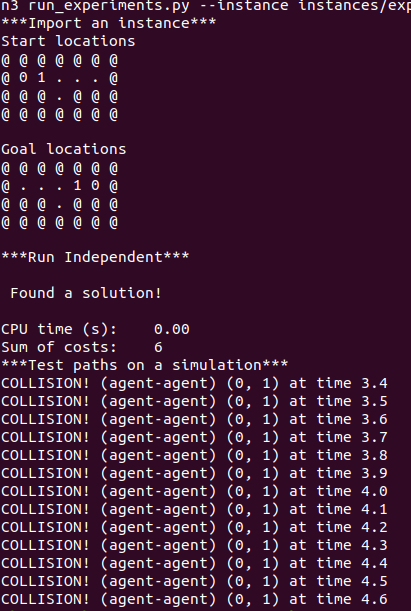 n3 run_experiments.py --instance instances/exp
***Import an instance***
Start locations
@ @ @ @ @ @ @
@ 0 1 . . . @
@ @ @ . @ @ @
@ @ @ @ @ @ @
Goal locations
@ @ @ @ @ @ @
@ . . . 1 0 @
@ @ @ . @ @ @
@ @ @ @ @ @ @
***Run Independent***
Found a solution!
CPU time (s):    0.00
Sum of costs:    6
***Test paths on a simulation***
COLLISION! (agent-agent) (0, 1) at time 3.4
COLLISION! (agent-agent) (0, 1) at time 3.5
COLLISION! (agent-agent) (0, 1) at time 3.6
COLLISION! (agent-agent) (0, 1) at time 3.7
COLLISION! (agent-agent) (0, 1) at time 3.8
COLLISION! (agent-agent) (0, 1) at time 3.9
COLLISION! (agent-agent) (0, 1) at time 4.0
COLLISION! (agent-agent) (0, 1) at time 4.1
COLLISION! (agent-agent) (0, 1) at time 4.2
COLLISION! (agent-agent) (0, 1) at time 4.3
COLLISION! (agent-agent) (0, 1) at time 4.4
COLLISION! (agent-agent) (0, 1) at time 4.5
COLLISION! (agent-agent) (0, 1) at time 4.6